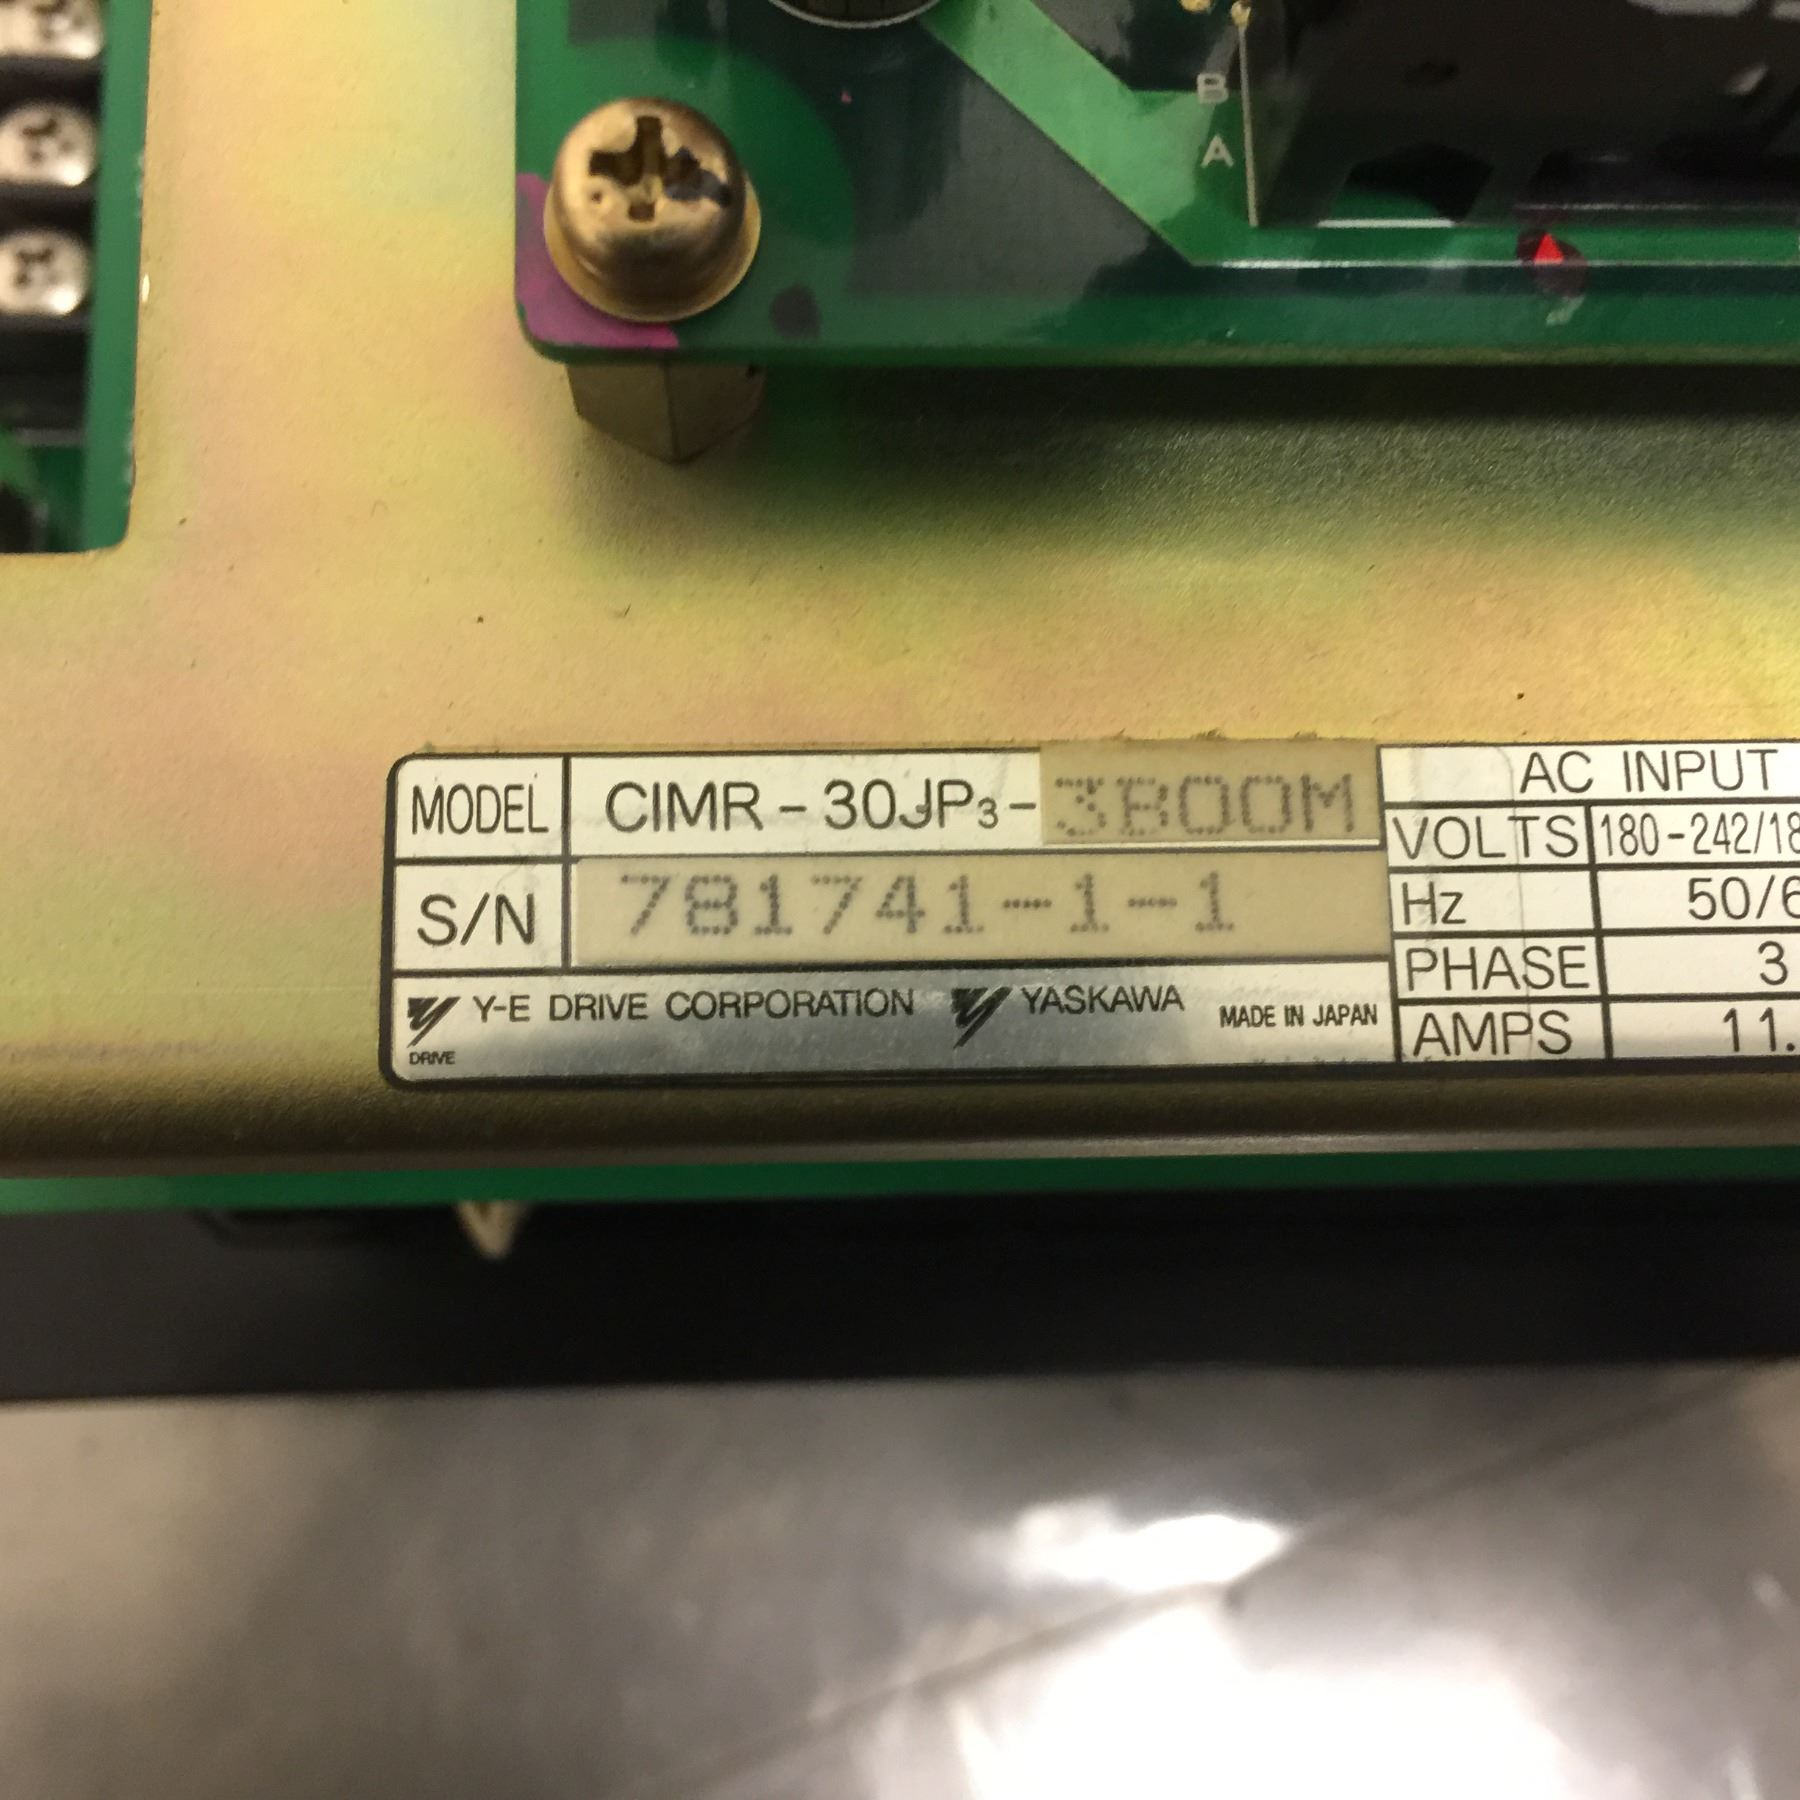 B
A
MODEL CIMR-30JP3-3B00M
S/N 781741-1-1
Y-E DRIVE CORPORATION YASKAWA MADE IN JAPAN
DRIVE
AC INPUT
VOLTS 180-242/18
Hz 50/6
PHASE 3
AMPS 11.